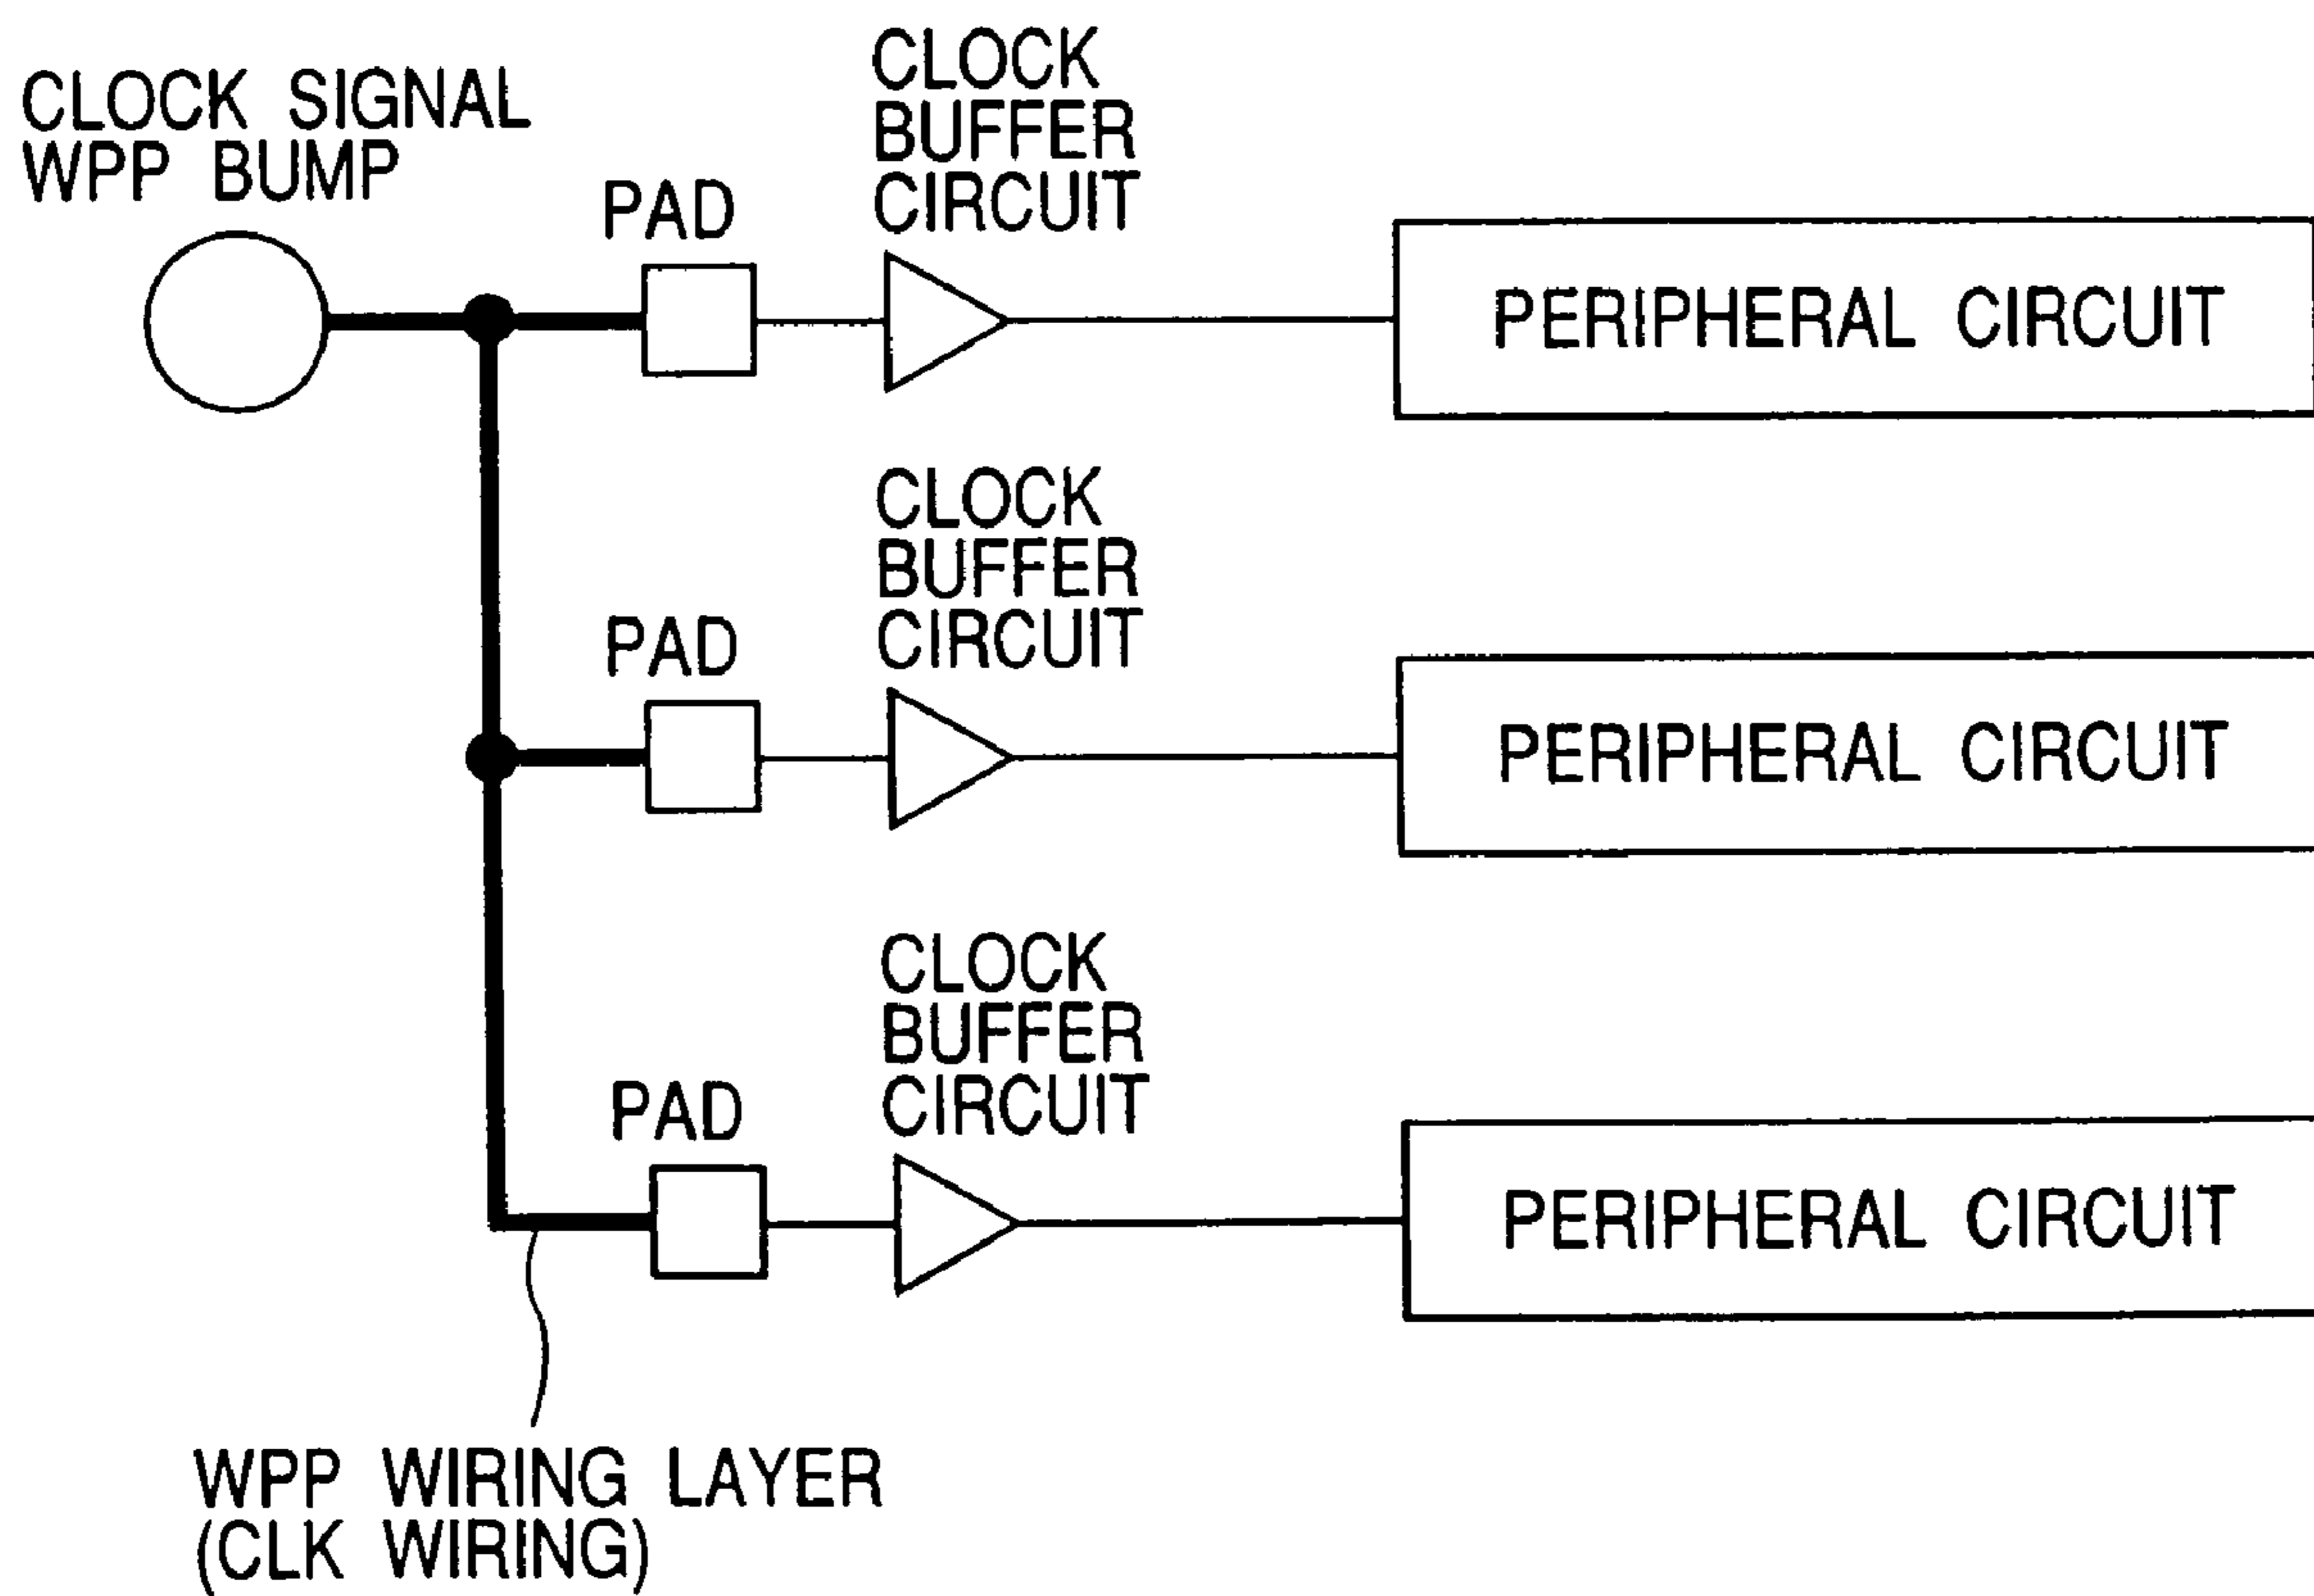 CLOCK SIGNAL
WPP BUMP
PAD
CLOCK
BUFFER
CIRCUIT
PERIPHERAL CIRCUIT
PAD
CLOCK
BUFFER
CIRCUIT
PERIPHERAL CIRCUIT
PAD
CLOCK
BUFFER
CIRCUIT
PERIPHERAL CIRCUIT
WPP WIRING LAYER
(CLK WIRING)